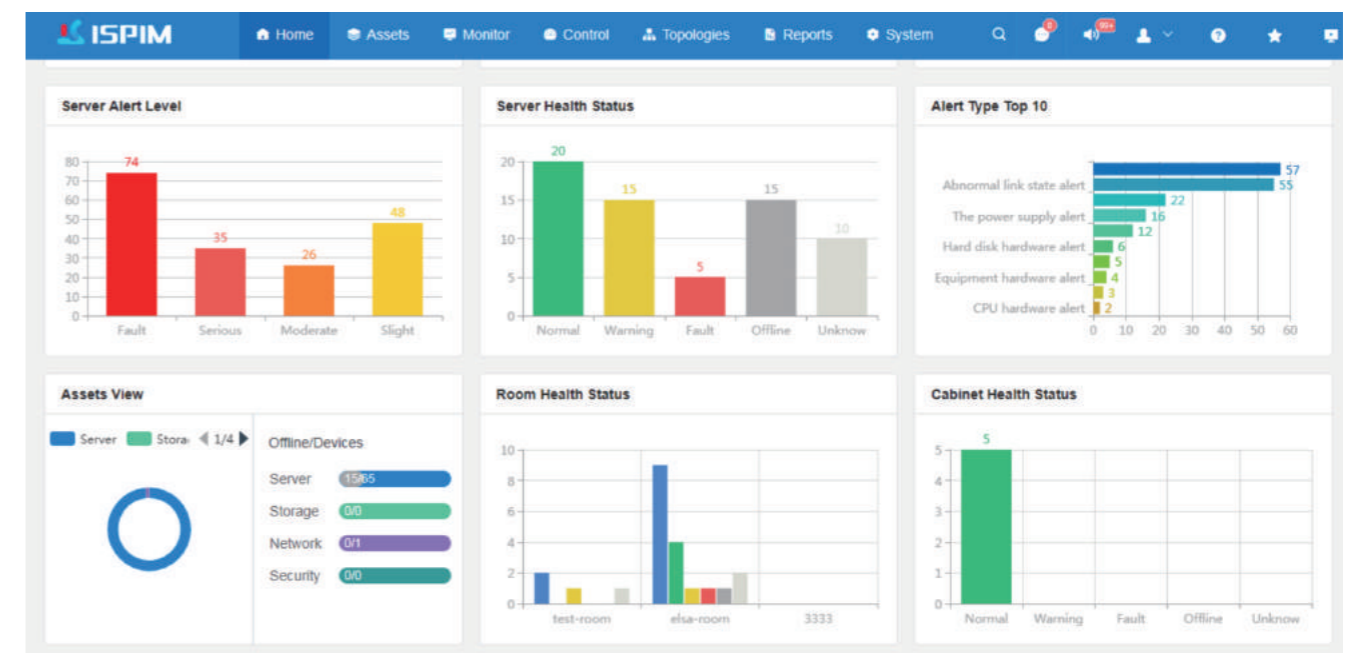 ISPIM Home Assets Monitor Control Topologies Reports System 0 99+
Server Alert Level
80
70
60
50
40
30
20
10
0
74
35
26
48
Fault Serious Moderate Slight
Server Health Status
20
15
10
5
0
20
15
5
15
10
Normal Warning Fault Offline Unknow
Alert Type Top 10
57
Abnormal link state alert 55
22
The power supply alert 16
12
Hard disk hardware alert 6
5
Equipment hardware alert 4
3
CPU hardware alert 2
0 10 20 30 40 50 60
Assets View
Server Stora 1/4
Offline/Devices
Server 15/65
Storage 0/0
Network 0/1
Security 0/0
Room Health Status
10
8
6
4
2
0
test-room elsa-room 3333
Cabinet Health Status
5
4
3
2
1
0
5
Normal Warning Fault Offline Unknow